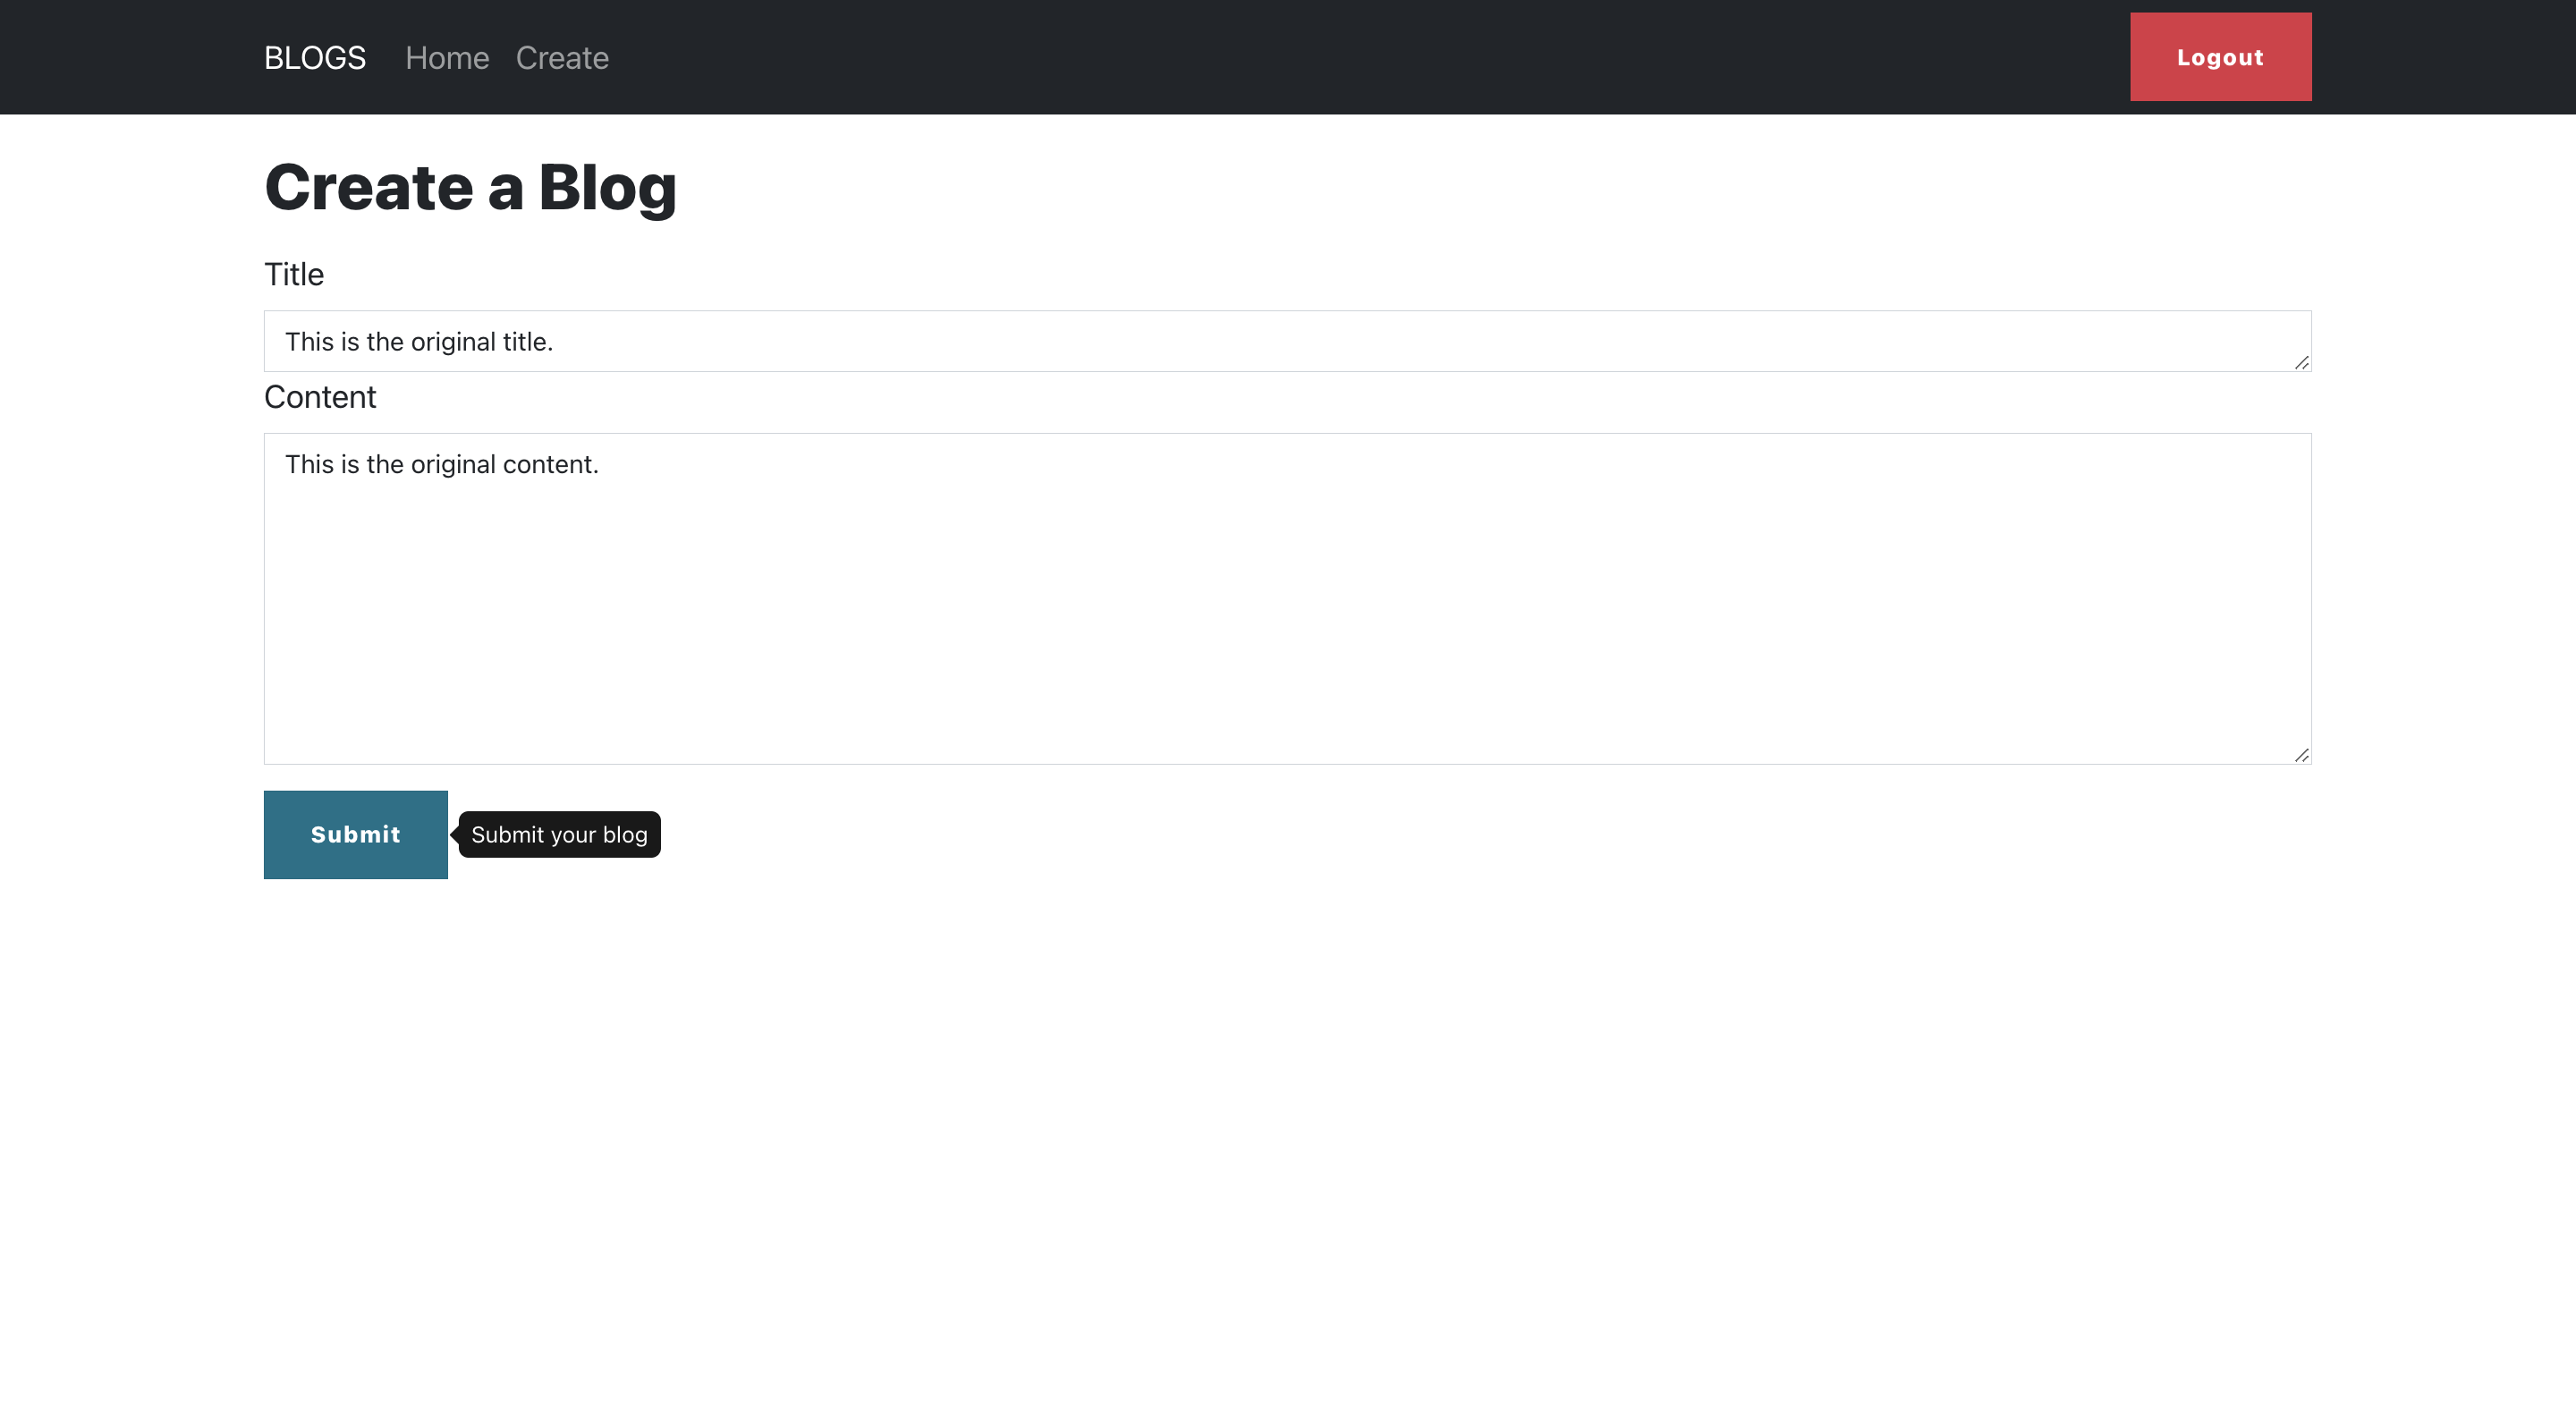 BLOGS Home Create Logout
Create a Blog
Title
This is the original title.
Content
This is the original content.
Submit Submit your blog